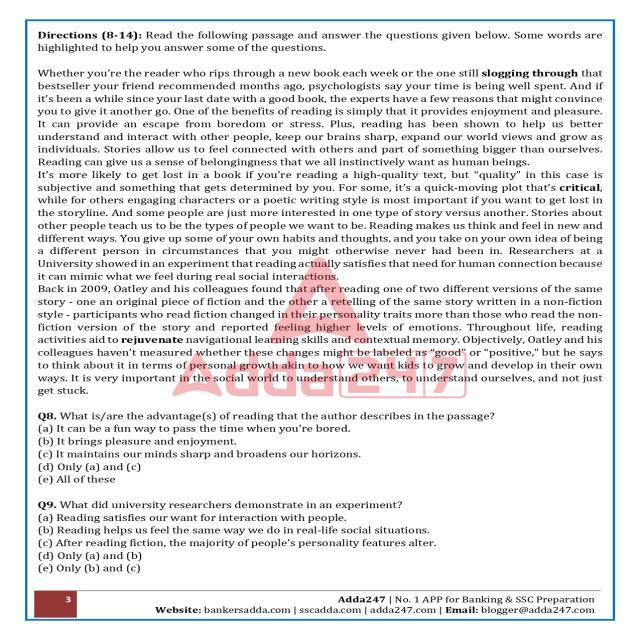 Directions (8-14): Read the following passage and answer the questions given below. Some words are
highlighted to help you answer some of the questions.
Whether you're the reader who rips through a new book each week or the one still slogging through that
bestseller your friend recommended months ago, psychologists say your time is being well spent. And if
it's been a while since your last date with a good book, the experts have a few reasons that might convince
you to give it another go. One of the benefits of reading is simply that it provides enjoyment and pleasure.
It can provide an escape from boredom or stress. Plus, reading has been shown to help us better
understand and interact with other people, keep our brains sharp, expand our world views and grow as
individuals. Stories allow us to feel connected with others and part of something bigger than ourselves.
Reading can give us a sense of belongingness that we all instinctively want as human beings.
It's more likely to get lost in a book if you're reading a high-quality text, but "quality" in this case is
subjective and something that gets determined by you. For some, it's a quick-moving plot that's critical,
while for others engaging characters or a poetic writing style is most important if you want to get lost in
the storyline. And some people are just more interested in one type of story versus another. Stories about
other people teach us to be the types of people we want to be. Reading makes us think and feel in new and
different ways. You give up some of your own habits and thoughts, and you take on your own idea of being
a different person in circumstances that you might otherwise never had been in. Researchers at a
University showed in an experiment that reading actually satisfies that need for human connection because
it can mimic what we feel during real social interactions.
Back in 2009, Oatley and his colleagues found that after reading one of two different versions of the same
story - one an original piece of fiction and the other a telling of the same story written in a non-fiction
style - participants who read fiction changed in their personality traits more than those who read the non-
fiction version of the story and reported feeling higher levels of emotions. Throughout life, reading
activities aid to rejuvenate navigational learning skills and contextual memory. Objectively, Oatley and his
colleagues haven't measured whether these changes might be labeled as "good" or "positive," but he says
to think about it in terms of personal growth akin to how we want kids to grow and develop in their own
ways. It is very important in the social world to understand others, to understand ourselves, and not just
get stuck.
Adda247
Q8. What is/are the advantage(s) of reading that the author describes in the passage?
(a) It can be a fun way to pass the time when you're bored.
(b) It brings pleasure and enjoyment.
(c) It maintains our minds sharp and broadens our horizons.
(d) Only (a) and (c)
(e) All of these
Q9. What did university researchers demonstrate in an experiment?
(a) Reading satisfies our want for interaction with people.
(b) Reading helps us feel the same way we do in real-life social situations.
(c) After reading fiction, the majority of people's personality features alter.
(d) Only (a) and (b)
(e) Only (b) and (c)
3
Adda247 | No. 1 APP for Banking & SSC Preparation
Website: bankersadda.com | sscadda.com | adda247.com | Email: blogger@adda247.com